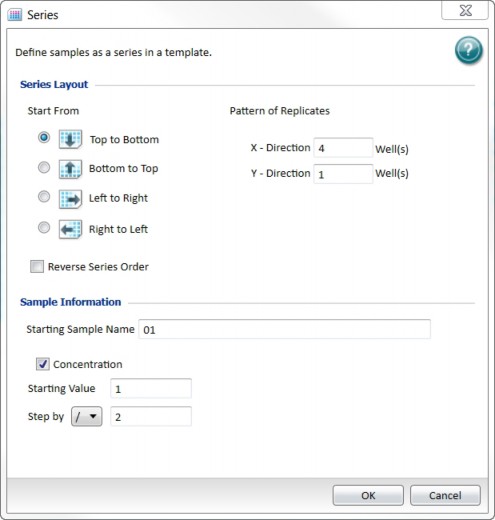 Series
Define samples as a series in a template.
?
Series Layout
Start From
Pattern of Replicates
Top to Bottom
X - Direction 4 Well(s)
Bottom to Top
Y - Direction 1 Well(s)
Left to Right
Right to Left
Reverse Series Order
Sample Information
Starting Sample Name 01
Concentration
Starting Value 1
Step by / 2
OK Cancel